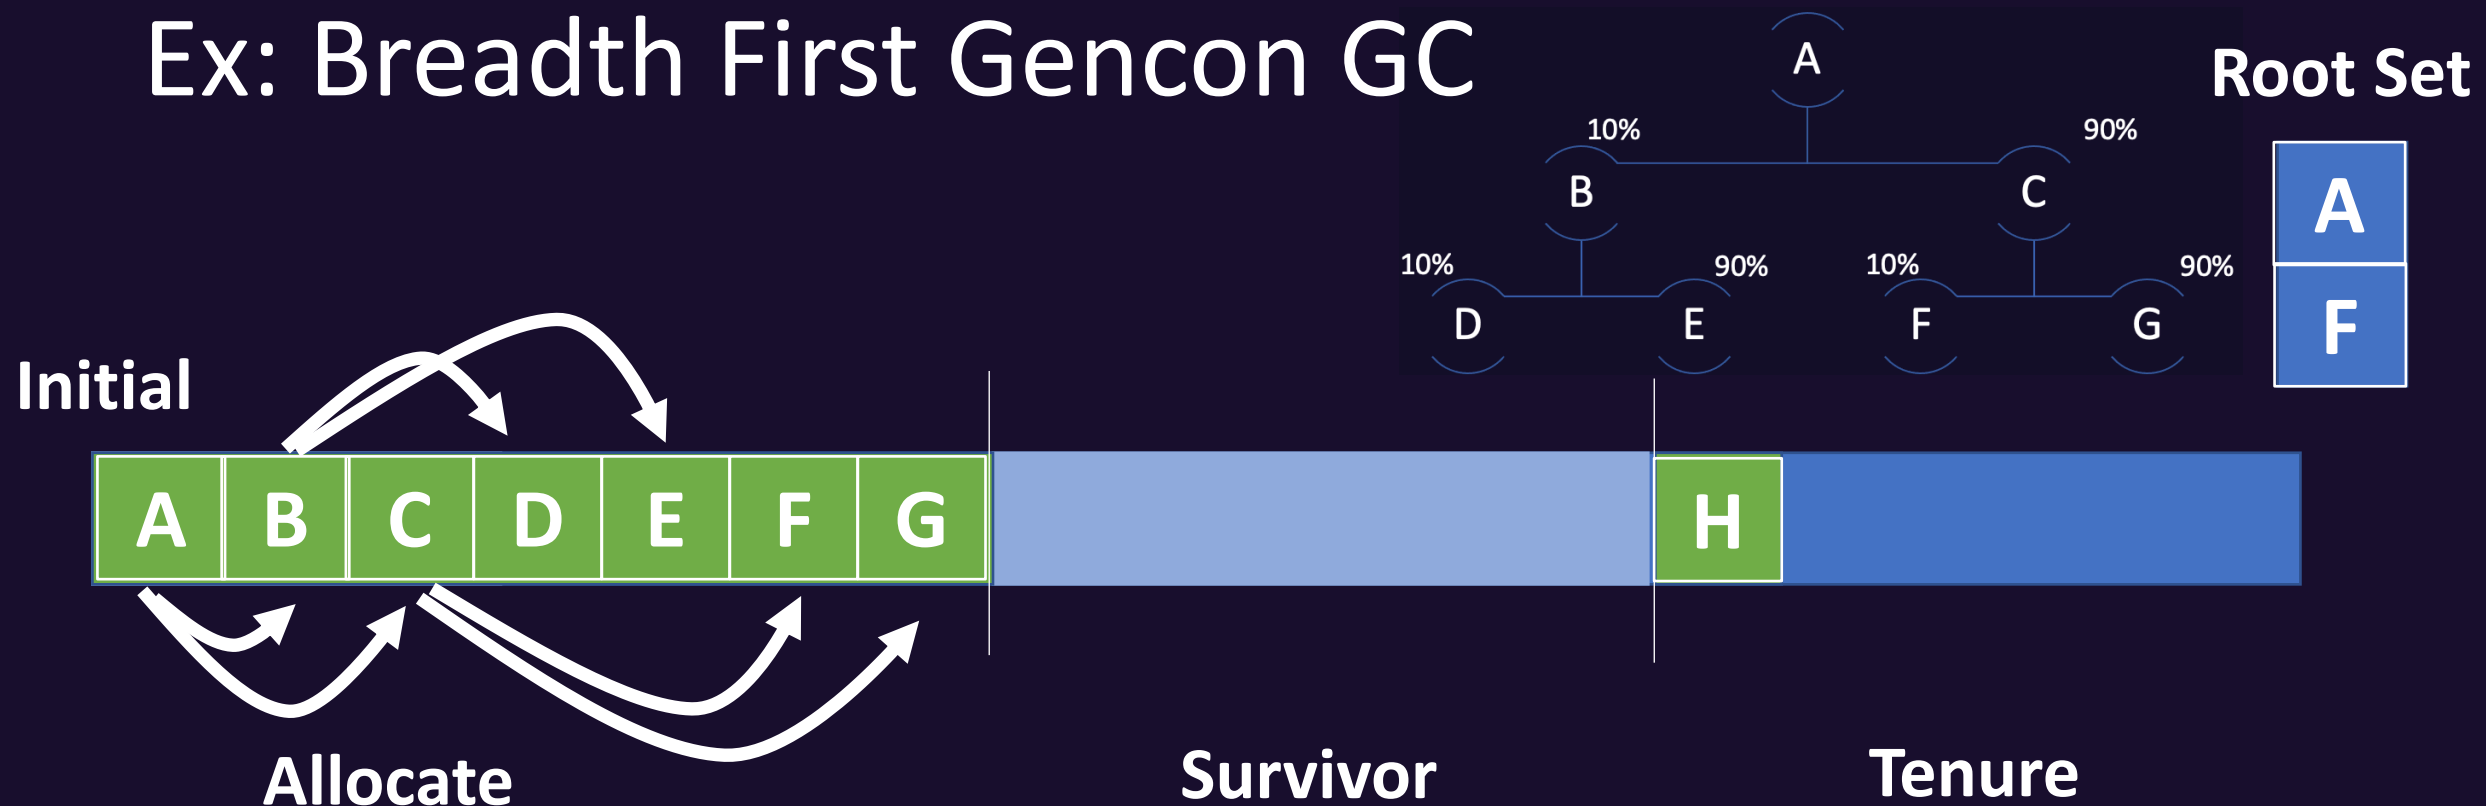 Ex: Breadth First Gencon GC
A
Root Set
10%
90%
B
C
A
10%
90%
10%
90%
D
E
F
G
F
Initial
A
B
C
D
E
F
G
H
Allocate
Survivor
Tenure